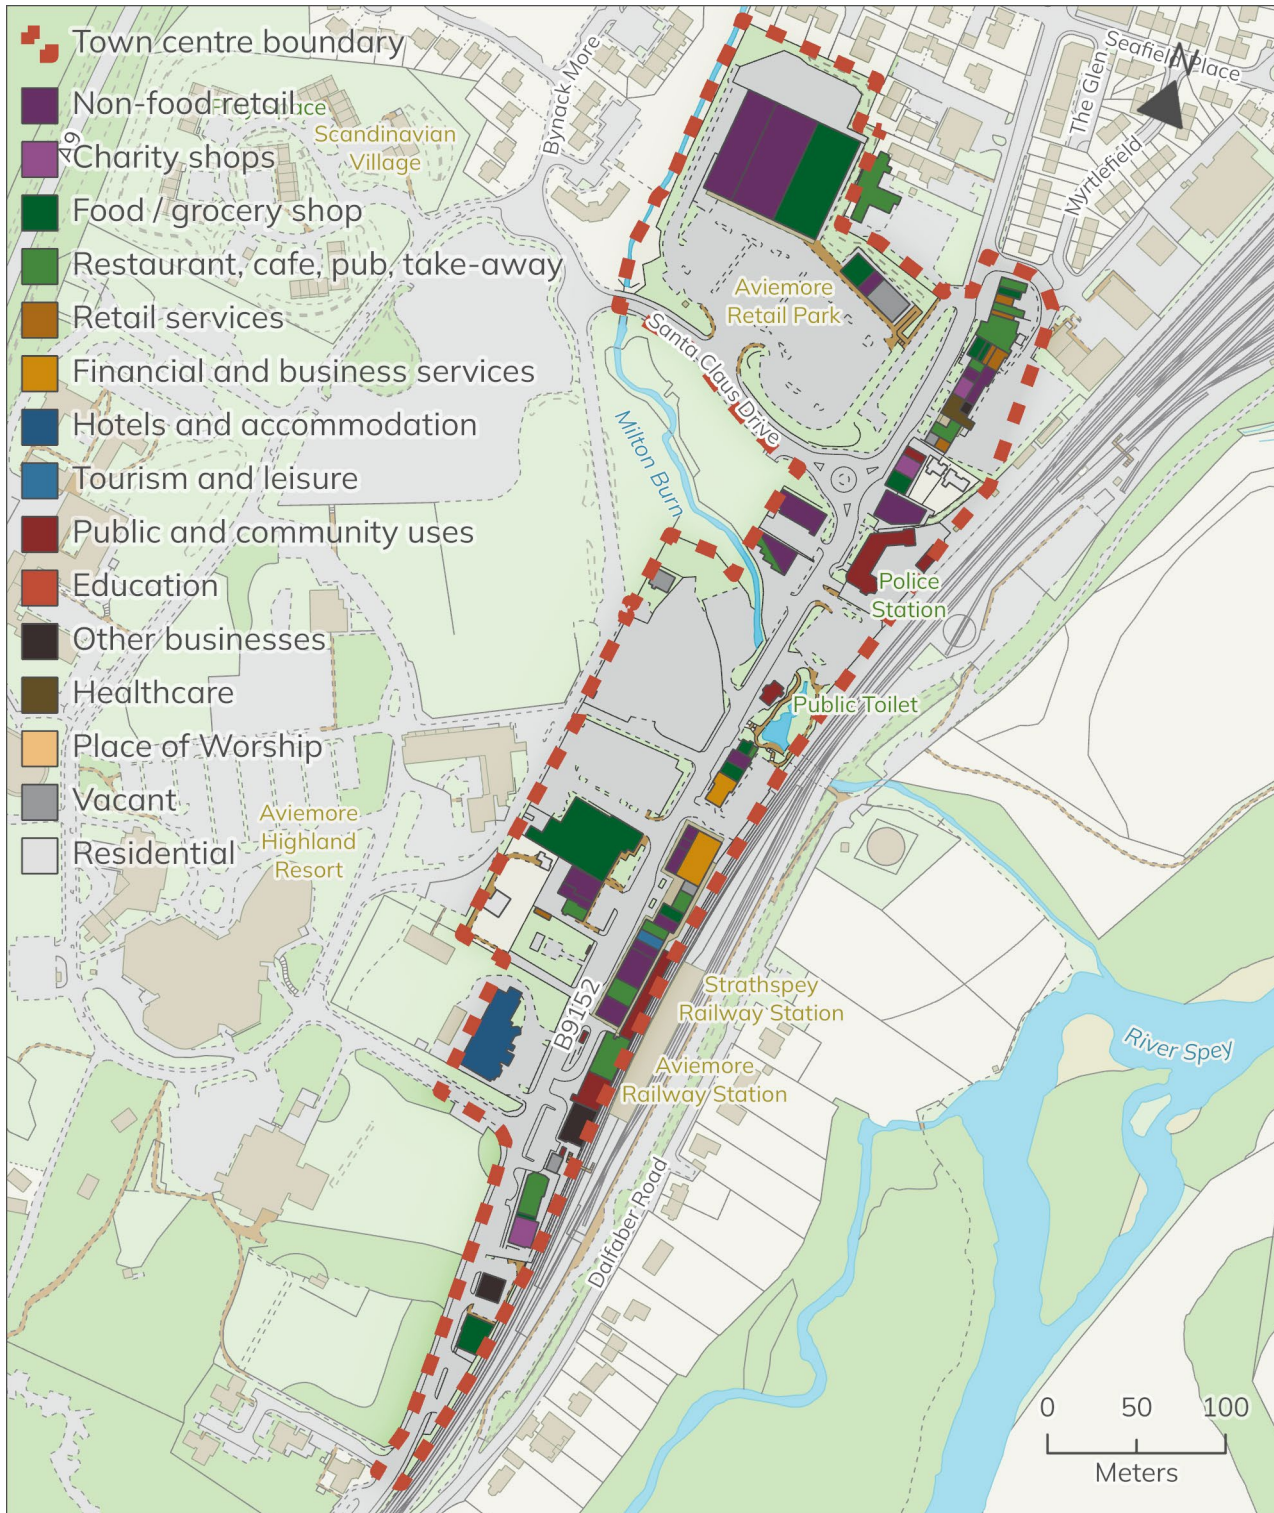 Town centre boundary
Non-food retail
Charity shops
Food / grocery shop
Restaurant, cafe, pub, take-away
Retail services
Financial and business services
Hotels and accommodation
Tourism and leisure
Public and community uses
Education
Other businesses
Healthcare
Place of Worship
Vacant
Residential
A9
Scandinavian
Village
Bynack More
The Glen
Seafield Place
N
Myrtlefield
Aviemore
Retail Park
Santa Claus Drive
Milton Burn
Police
Station
Public Toilet
Aviemore
Highland
Resort
B9152
Strathspey
Railway Station
Aviemore
Railway Station
River Spey
Dalfaber Road
0 50 100
Meters